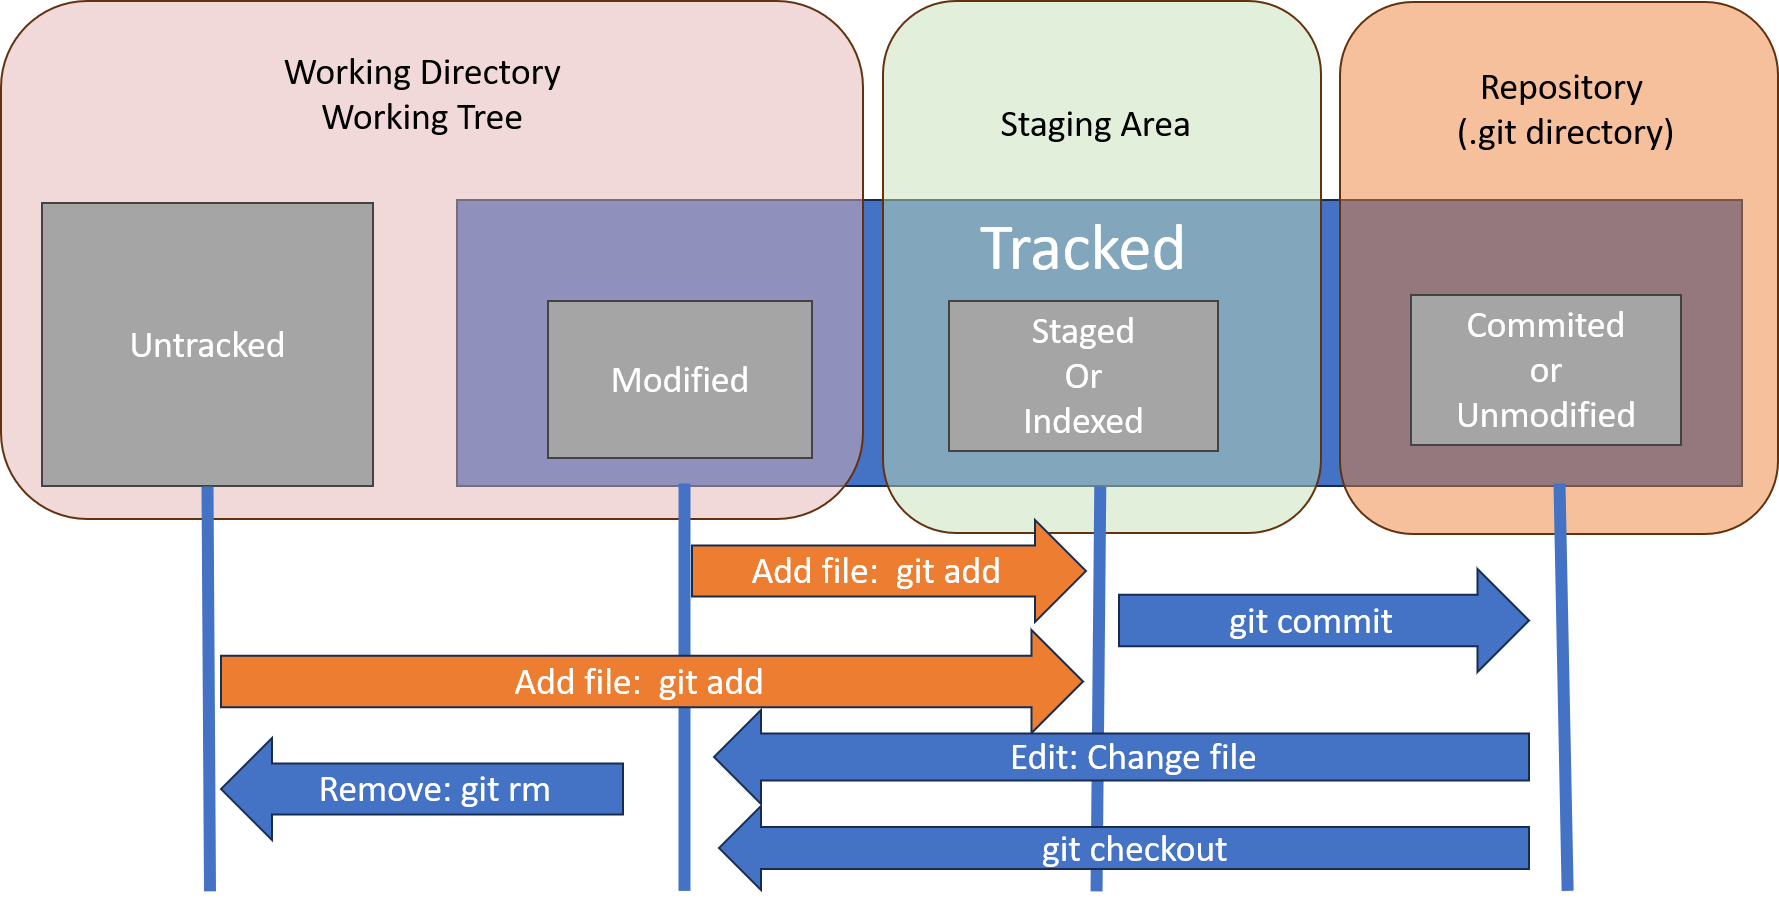 Working Directory
Working Tree
Staging Area
Repository
(.git directory)
Tracked
Untracked
Modified
Staged
Or
Indexed
Commited
or
Unmodified
Add file:  git add
git commit
Add file:  git add
Edit: Change file
Remove: git rm
git checkout